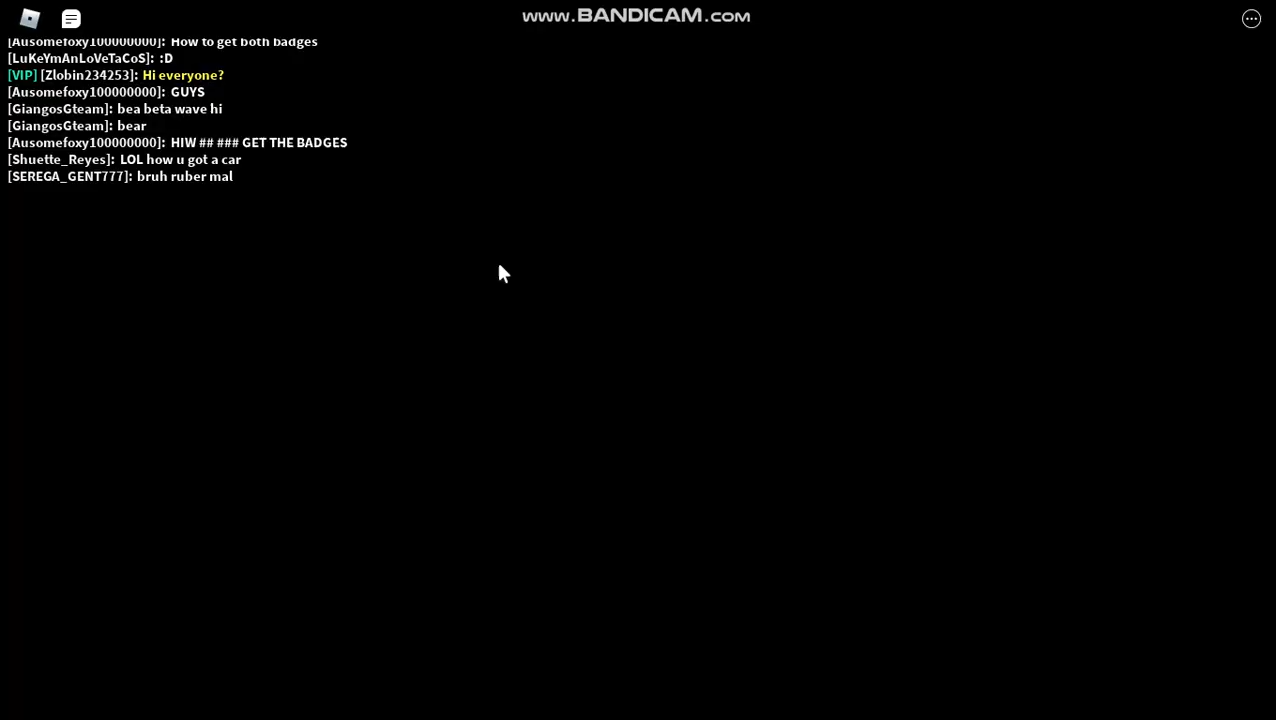 WWW.BANDICAM.COM
[Ausomefoxy100000000]: How to get both badges
[LuKeYmAnLoVeTaCoS]: :D
[VIP] [Zlobin234253]: Hi everyone?
[Ausomefoxy100000000]: GUYS
[GiangosGteam]: bea beta wave hi
[GiangosGteam]: bear
[Ausomefoxy100000000]: HIW ## ### GET THE BADGES
[Shuette_Reyes]: LOL how u got a car
[SEREGA_GENT777]: bruh ruber mal